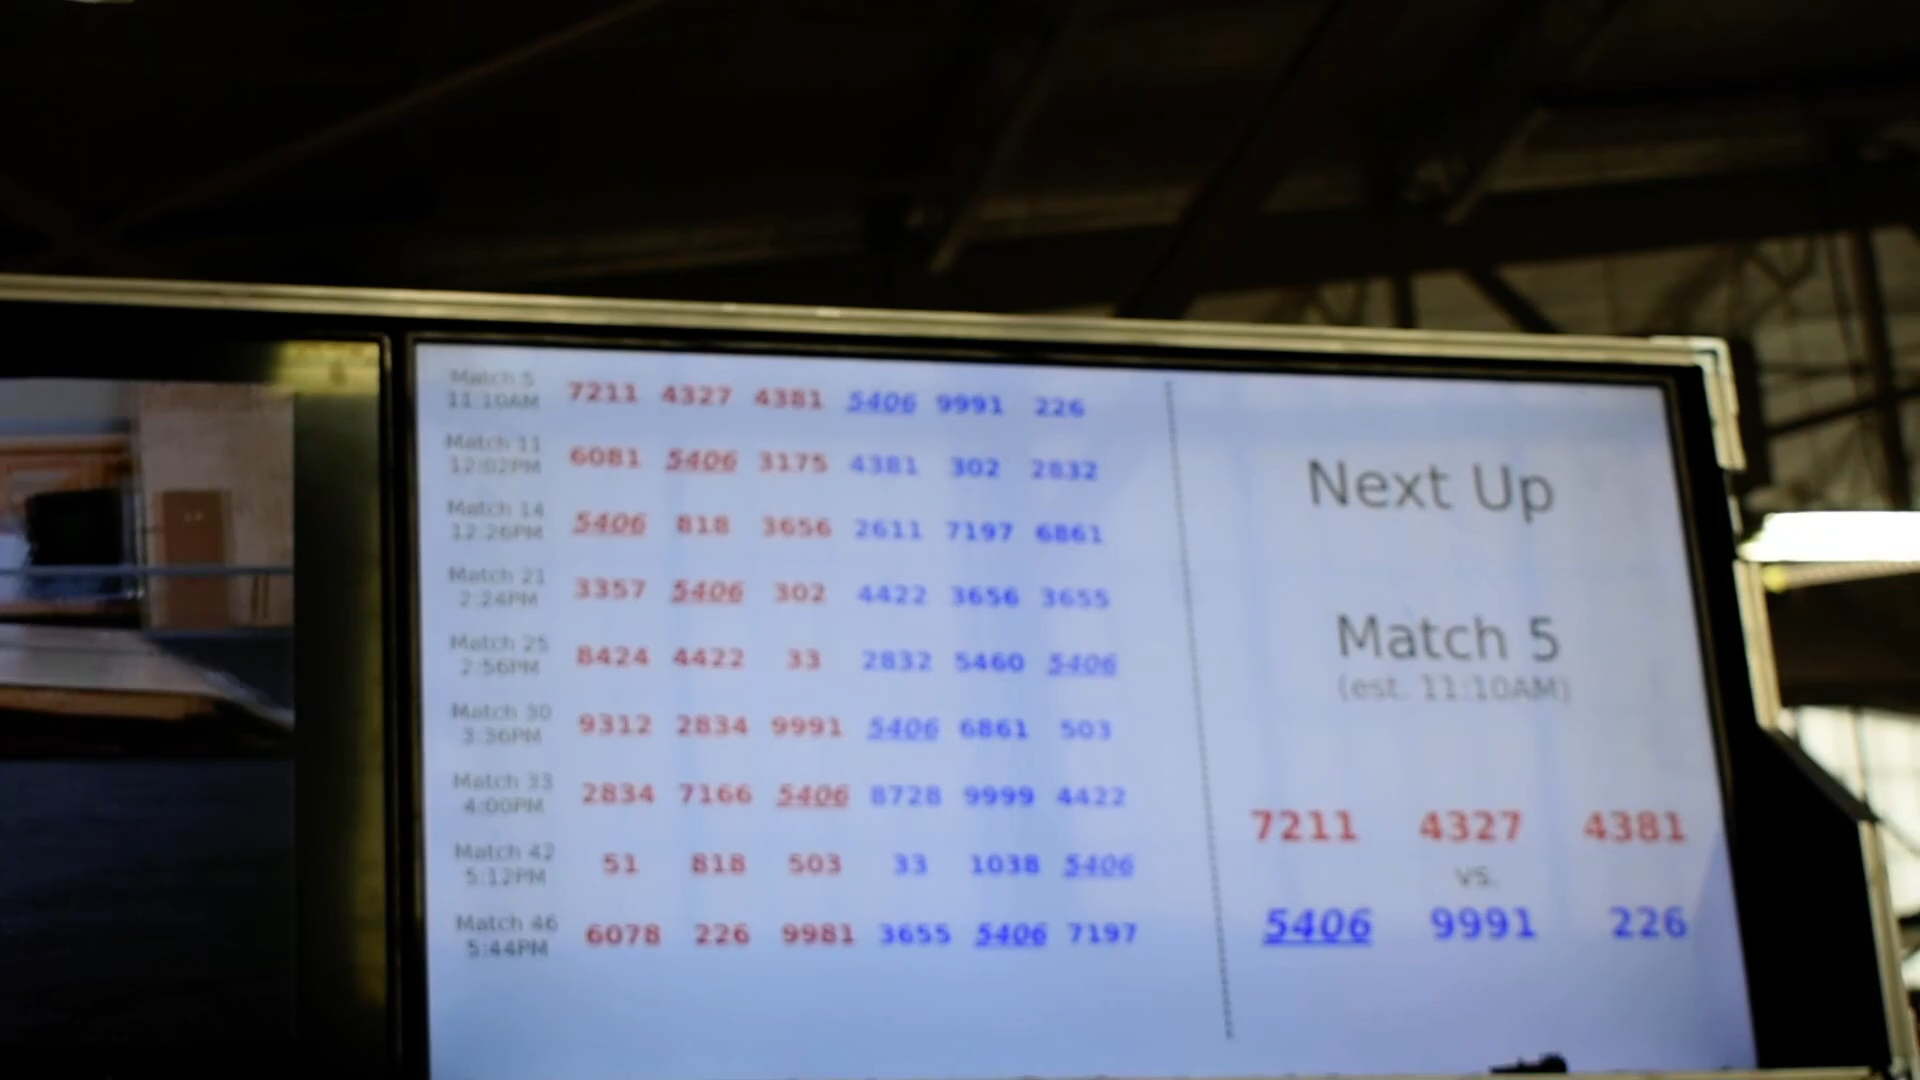 Match 5
11:10AM
7211 4327 4381 5406 9991 226
Match 11
12:02PM
6081 5406 3175 4381 302 2832
Match 14
12:26PM
5406 818 3656 2611 7197 6861
Match 21
2:24PM
3357 5406 302 4422 3656 3655
Match 25
2:56PM
8424 4422 33 2832 5460 5406
Match 30
3:36PM
9312 2834 9991 5406 6861 503
Match 33
4:00PM
2834 7166 5406 8728 9999 4422
Match 42
5:12PM
51 818 503 33 1038 5406
Match 46
5:44PM
6078 226 9981 3655 5406 7197
Next Up
Match 5
(est. 11:10AM)
7211 4327 4381
vs.
5406 9991 226